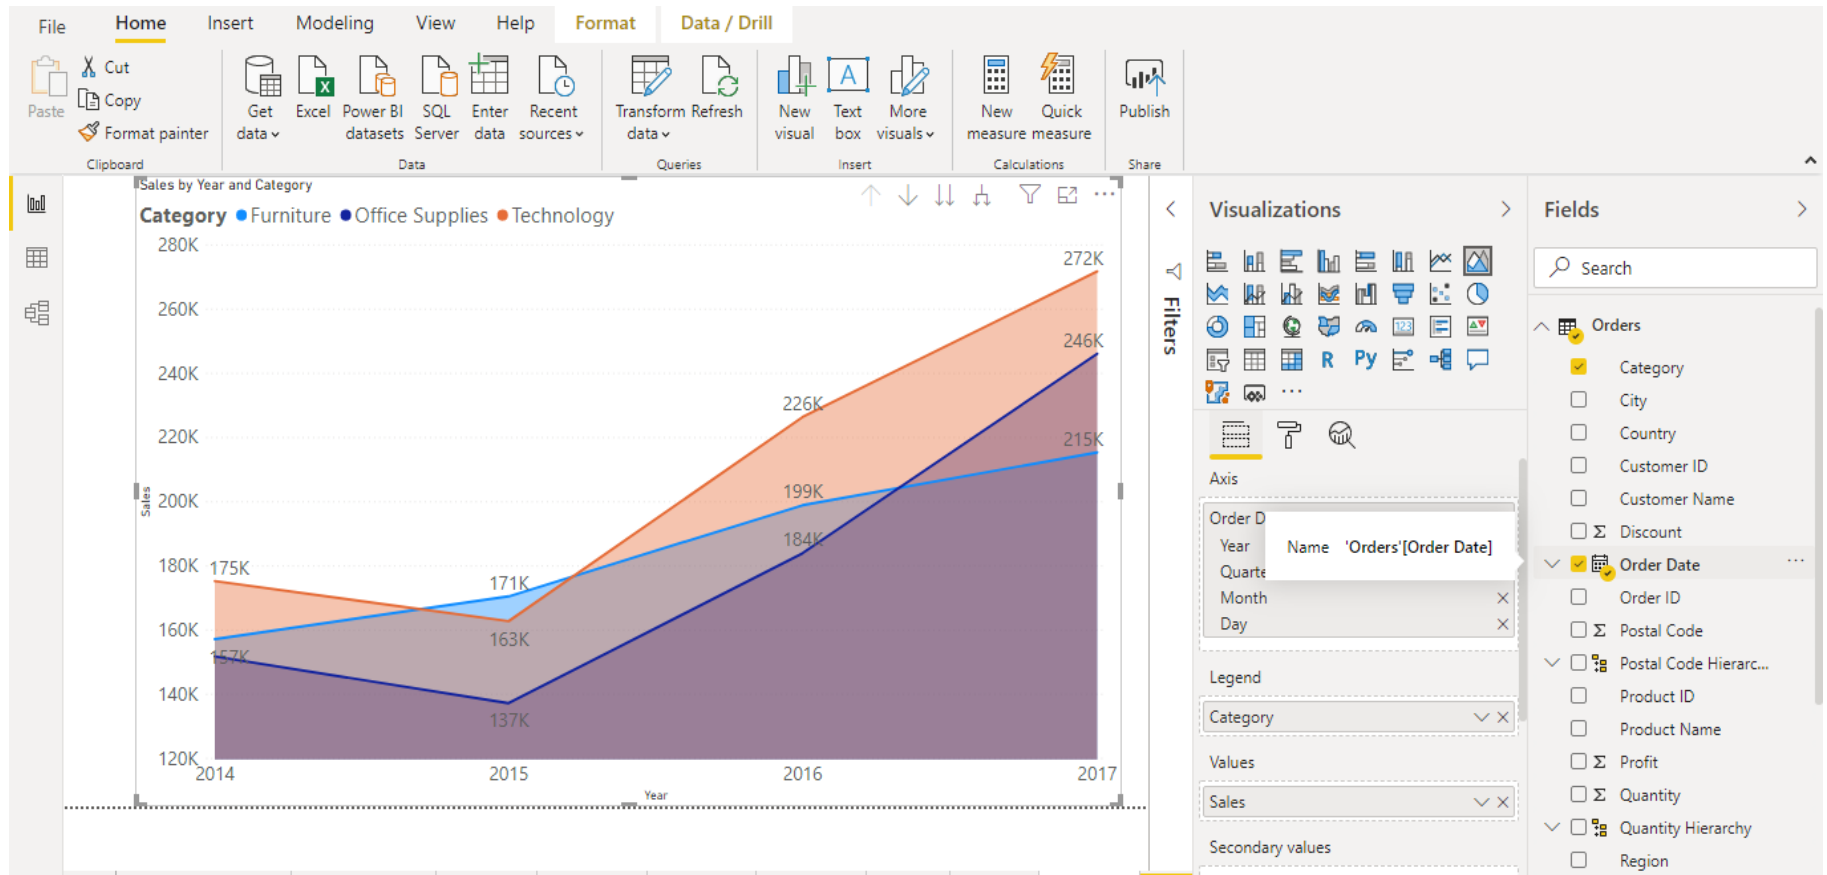 File Home Insert Modeling View Help Format Data / Drill
Paste
Cut
Copy
Format painter
Clipboard
Get data
Excel
Power BI datasets
SQL Server
Enter data
Recent sources
Data
Transform data
Refresh
Queries
New visual
Text box
More visuals
Insert
New measure
Quick measure
Calculations
Publish
Share
Sales by Year and Category
Category Furniture Office Supplies Technology
280K
260K
240K
220K
200K
180K
160K
140K
120K
Sales
175K
157K
171K
163K
137K
226K
199K
184K
272K
246K
215K
2014 2015 2016 2017
Year
Filters
Visualizations
123
R Py
Axis
Order D
Year
Quarte
Month
Day
Name 'Orders'[Order Date]
Legend
Category
Values
Sales
Secondary values
Fields
Search
Orders
Category
City
Country
Customer ID
Customer Name
Σ Discount
Order Date
Order ID
Σ Postal Code
Postal Code Hierarc...
Product ID
Product Name
Σ Profit
Σ Quantity
Quantity Hierarchy
Region